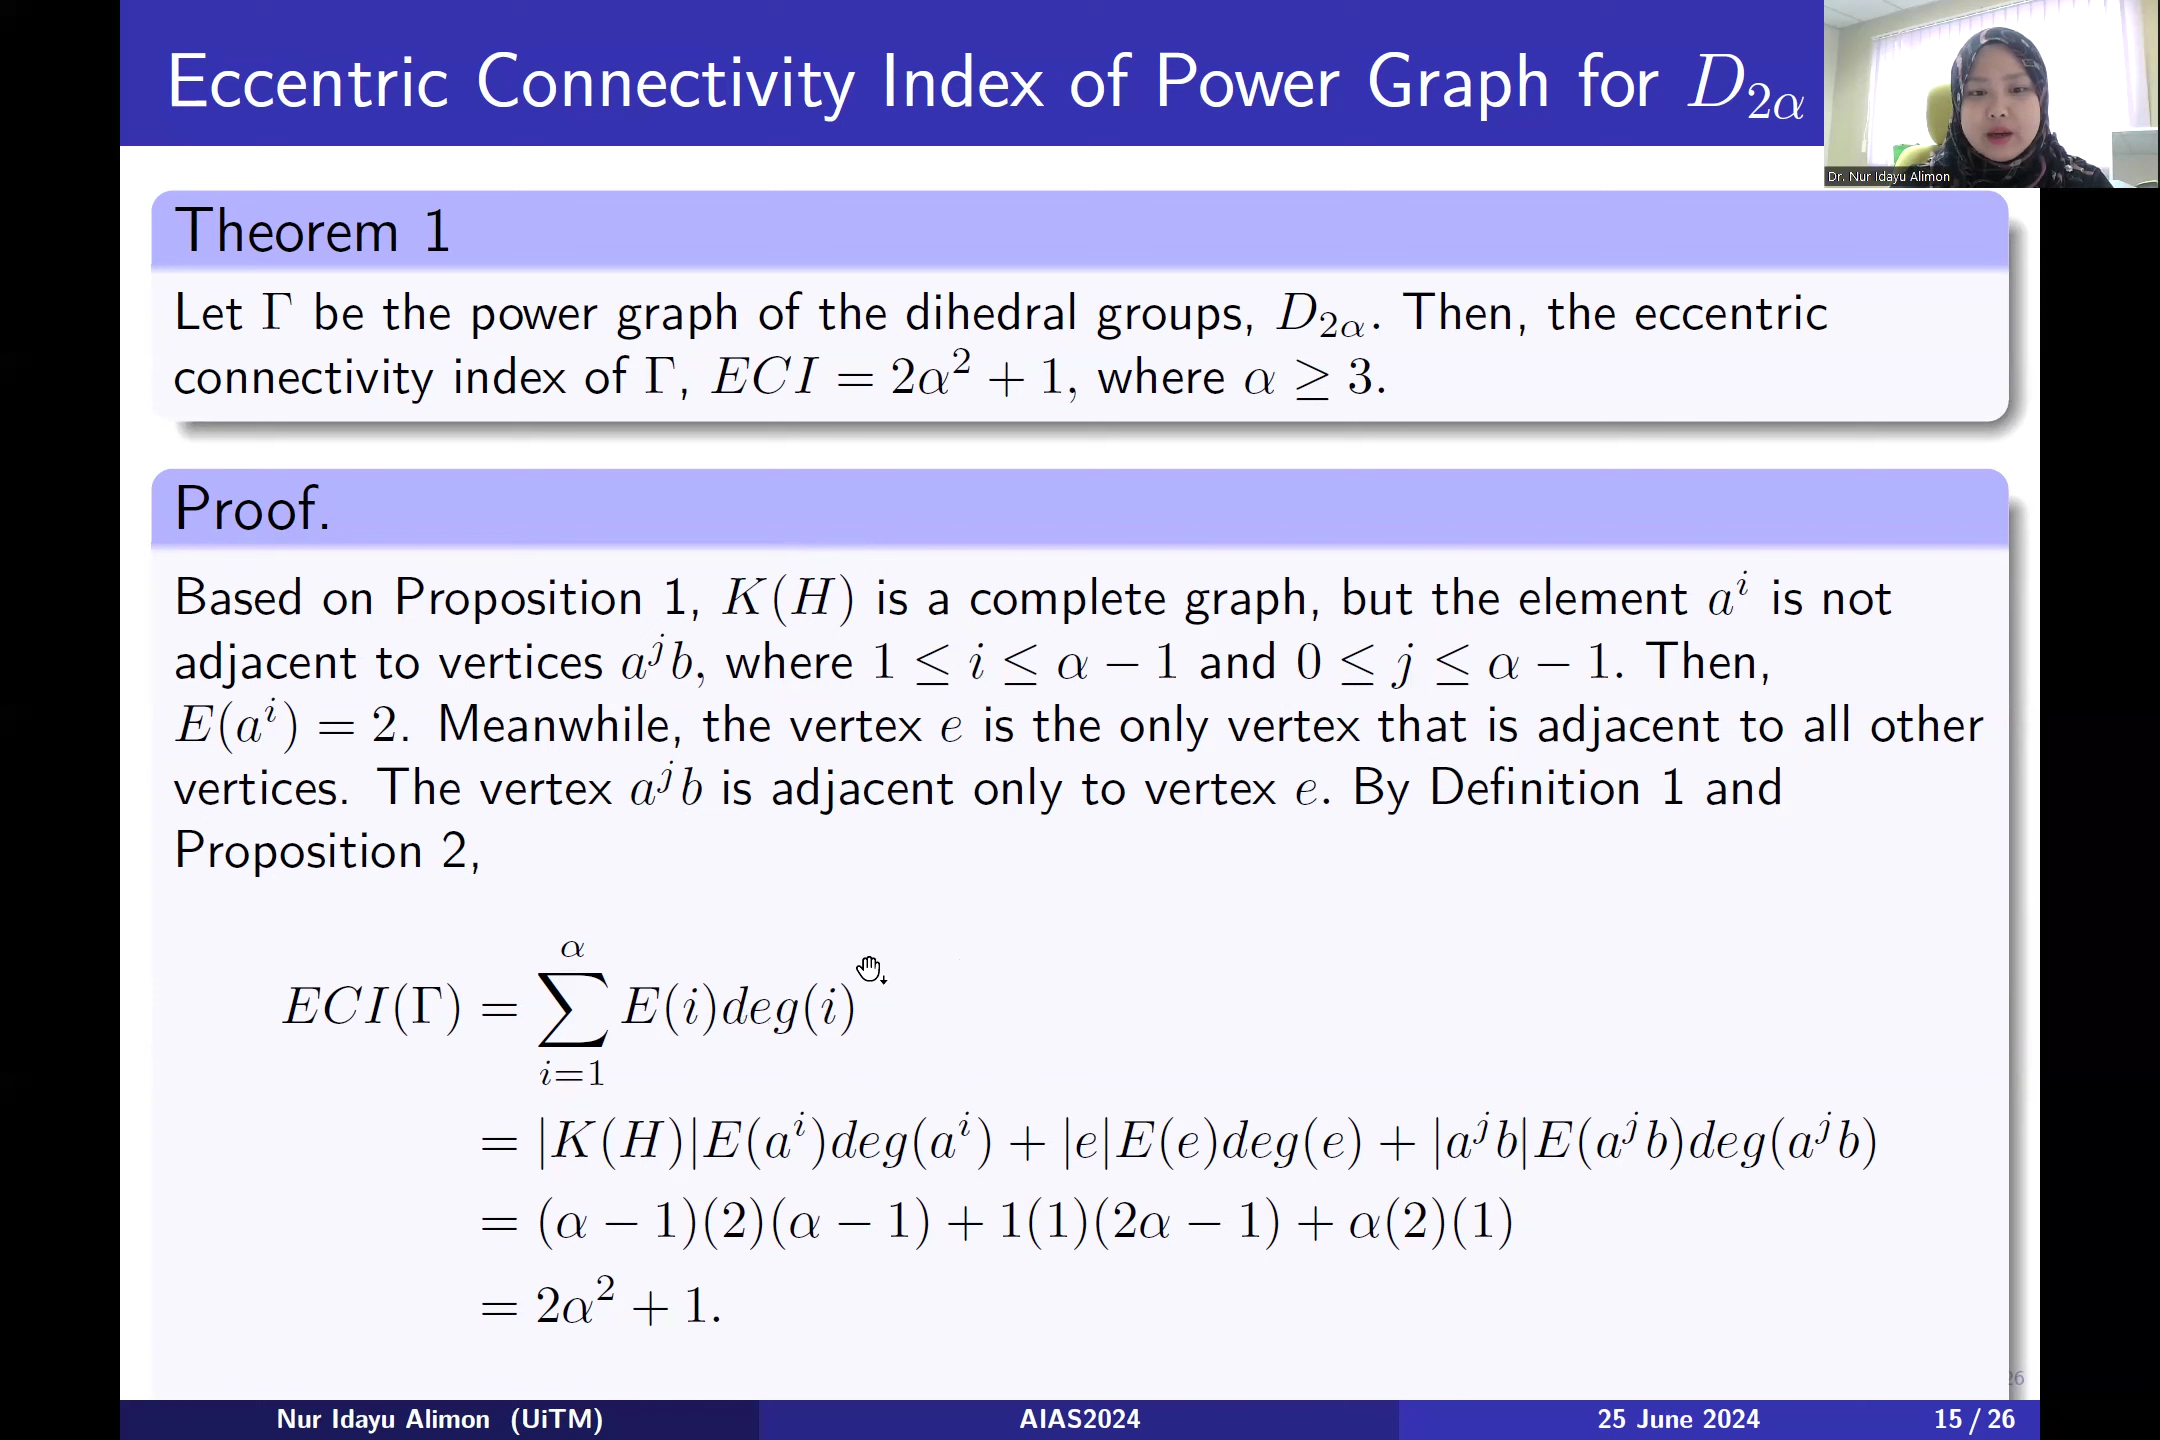 Eccentric Connectivity Index of Power Graph for $D_{2\alpha}$
Dr. Nur Idayu Alimon
Theorem 1
Let $\Gamma$ be the power graph of the dihedral groups, $D_{2\alpha}$. Then, the eccentric
connectivity index of $\Gamma$, $ECI = 2\alpha^2 + 1$, where $\alpha \geq 3$.
Proof.
Based on Proposition 1, $K(H)$ is a complete graph, but the element $a^i$ is not
adjacent to vertices $a^j b$, where $1 \leq i \leq \alpha - 1$ and $0 \leq j \leq \alpha - 1$. Then,
$E(a^i) = 2$. Meanwhile, the vertex $e$ is the only vertex that is adjacent to all other
vertices. The vertex $a^j b$ is adjacent only to vertex $e$. By Definition 1 and
Proposition 2,
$ECI(\Gamma) = \sum_{i=1}^{\alpha} E(i)deg(i)$
$= |K(H)|E(a^i)deg(a^i) + |e|E(e)deg(e) + |a^j b|E(a^j b)deg(a^j b)$
$= (\alpha - 1)(2)(\alpha - 1) + 1(1)(2\alpha - 1) + \alpha(2)(1)$
$= 2\alpha^2 + 1.$
26
Nur Idayu Alimon (UiTM) AIAS2024 25 June 2024 15 / 26